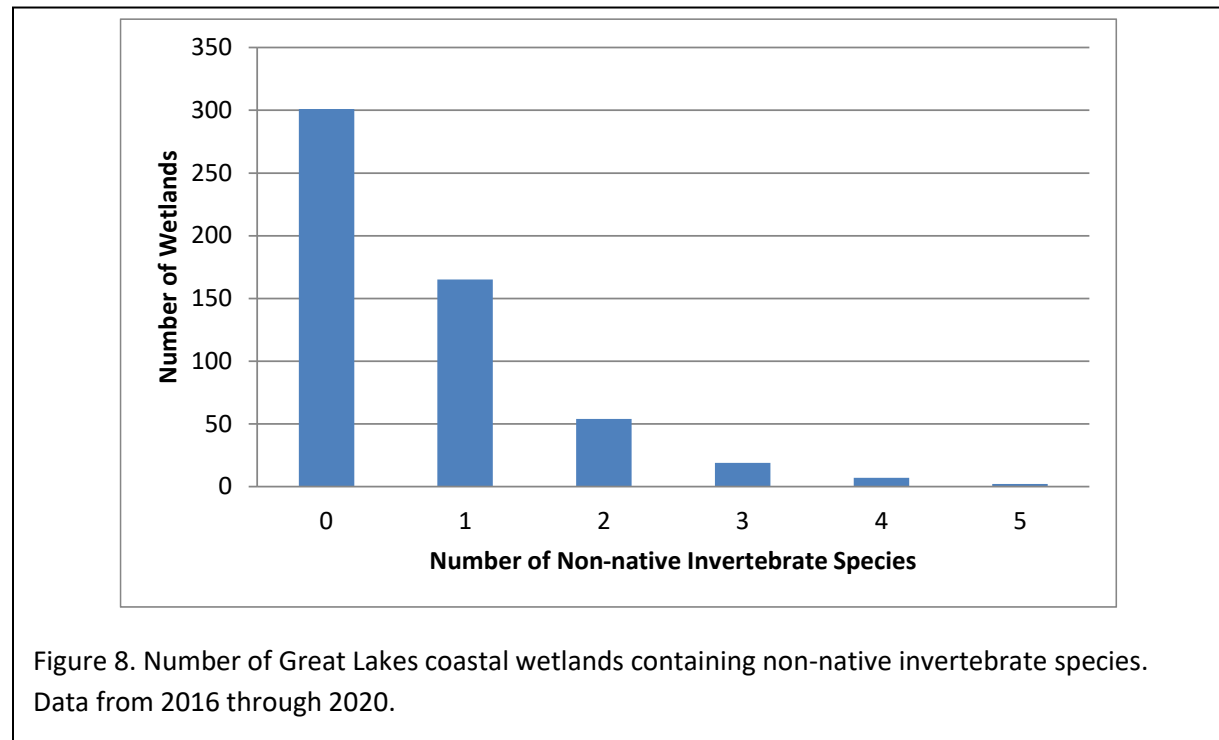 350
300
250
200
150
100
50
0
Number of Wetlands
0 1 2 3 4 5
Number of Non-native Invertebrate Species
Figure 8. Number of Great Lakes coastal wetlands containing non-native invertebrate species.
Data from 2016 through 2020.